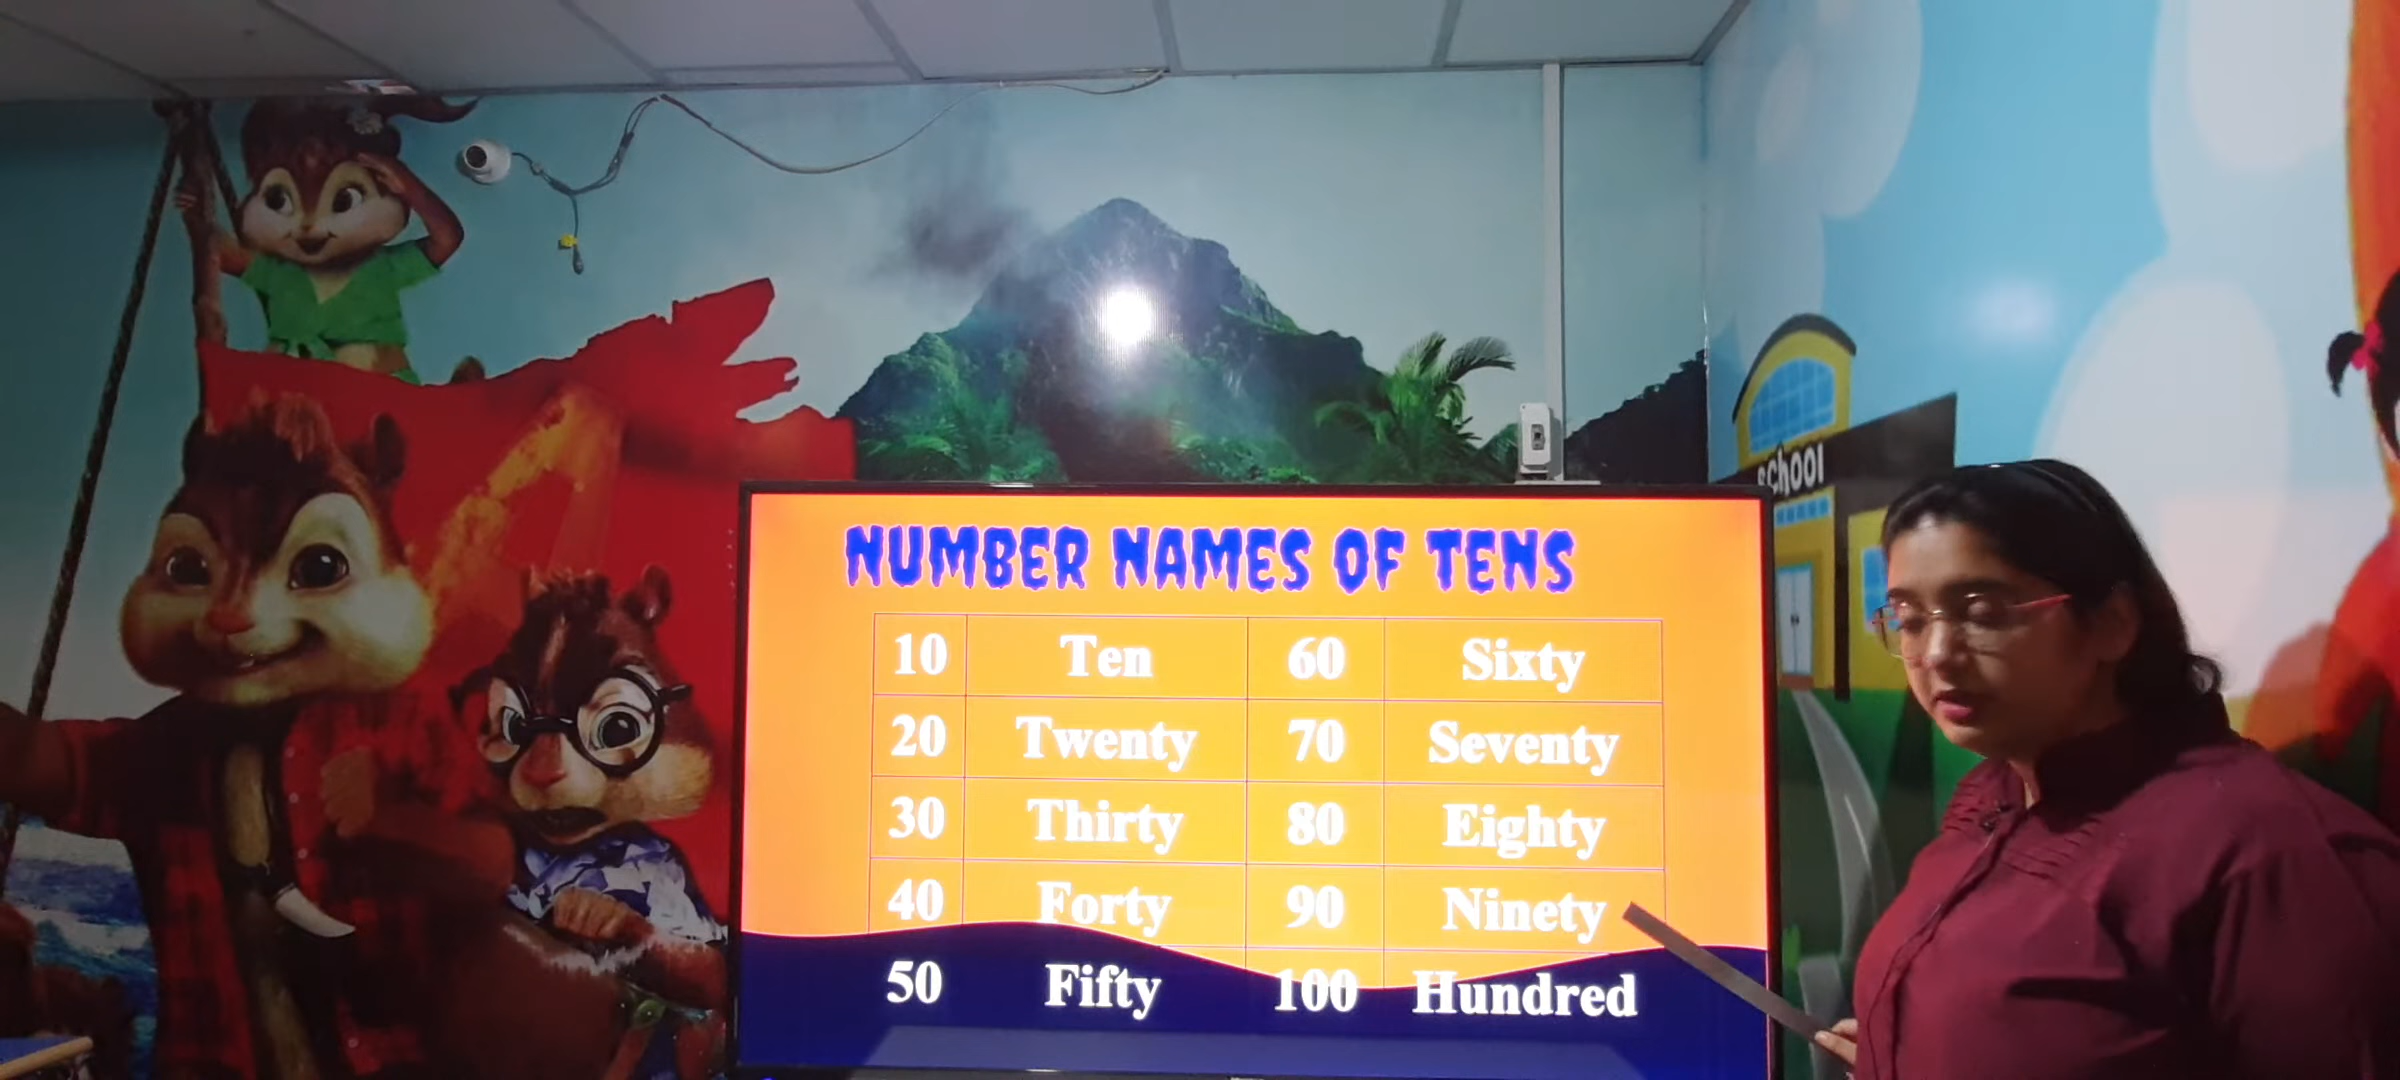 school
NUMBER NAMES OF TENS
10 Ten 60 Sixty
20 Twenty 70 Seventy
30 Thirty 80 Eighty
40 Forty 90 Ninety
50 Fifty 100 Hundred